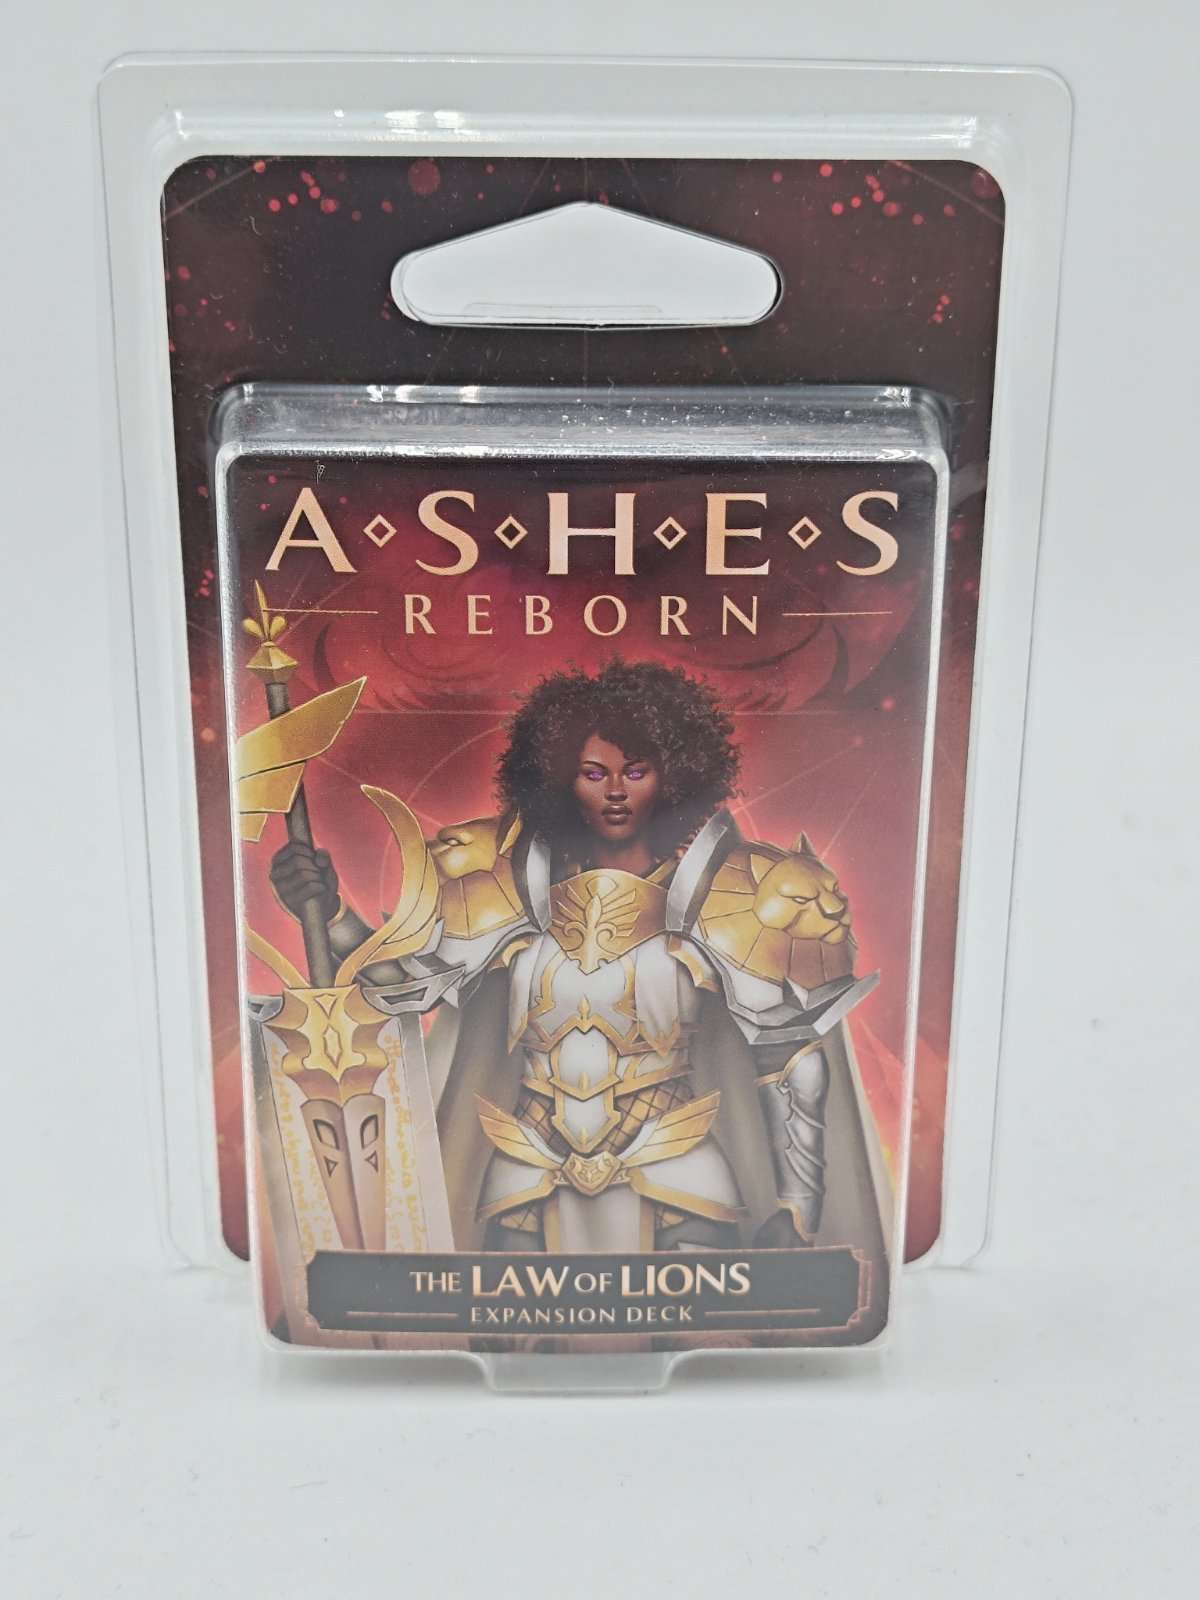 A◇S◇H◇E◇S
REBORN
THE LAW OF LIONS
EXPANSION DECK